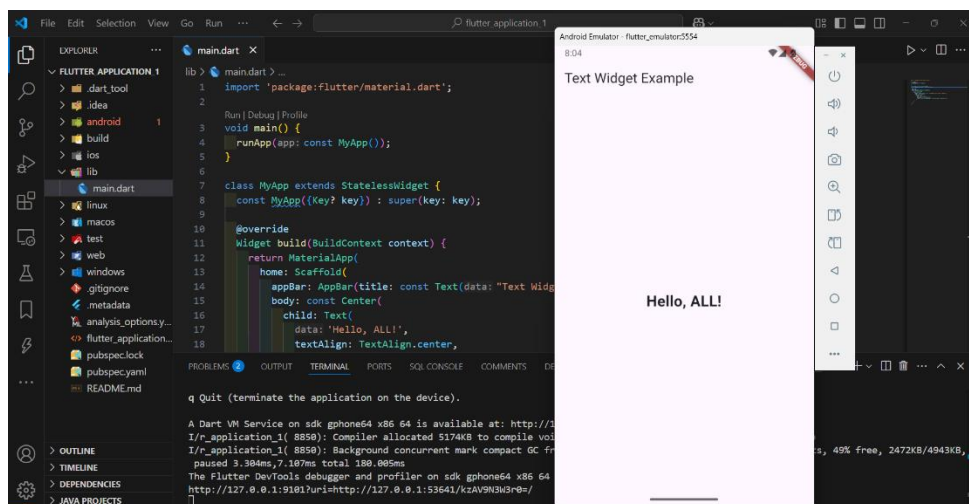 File Edit Selection View Go Run ...
flutter_application_1
EXPLORER ...
FLUTTER_APPLICATION_1
.dart_tool
.idea
android 1
build
ios
lib
main.dart
linux
macos
test
web
windows
.gitignore
.metadata
analysis_options.y...
flutter_application...
pubspec.lock
pubspec.yaml
README.md
OUTLINE
TIMELINE
DEPENDENCIES
JAVA PROJECTS
main.dart
lib > main.dart > ...
1 import 'package:flutter/material.dart';
2
Run | Debug | Profile
3 void main() {
4 runApp(app: const MyApp());
5 }
6
7 class MyApp extends StatelessWidget {
8 const MyApp({Key? key}) : super(key: key);
9
10 @override
11 Widget build(BuildContext context) {
12 return MaterialApp(
13 home: Scaffold(
14 appBar: AppBar(title: const Text(data: "Text Widg
15 body: const Center(
16 child: Text(
17 data: 'Hello, ALL!',
18 textAlign: TextAlign.center,
PROBLEMS 2 OUTPUT TERMINAL PORTS SQL CONSOLE COMMENTS DE
q Quit (terminate the application on the device).
A Dart VM Service on sdk gphone64 x86 64 is available at: http://1
I/r_application_1( 8850): Compiler allocated 5174KB to compile voi
I/r_application_1( 8850): Background concurrent mark compact GC fr
s, 49% free, 2472KB/4943KB,
paused 3.304ms,7.107ms total 180.005ms
The Flutter DevTools debugger and profiler on sdk gphone64 x86 64
http://127.0.0.1:9101?uri=http://127.0.0.1:53641/kzAV9N3W3r0=/
Android Emulator - flutter_emulator:5554
8:04
DEBUG
Text Widget Example
Hello, ALL!